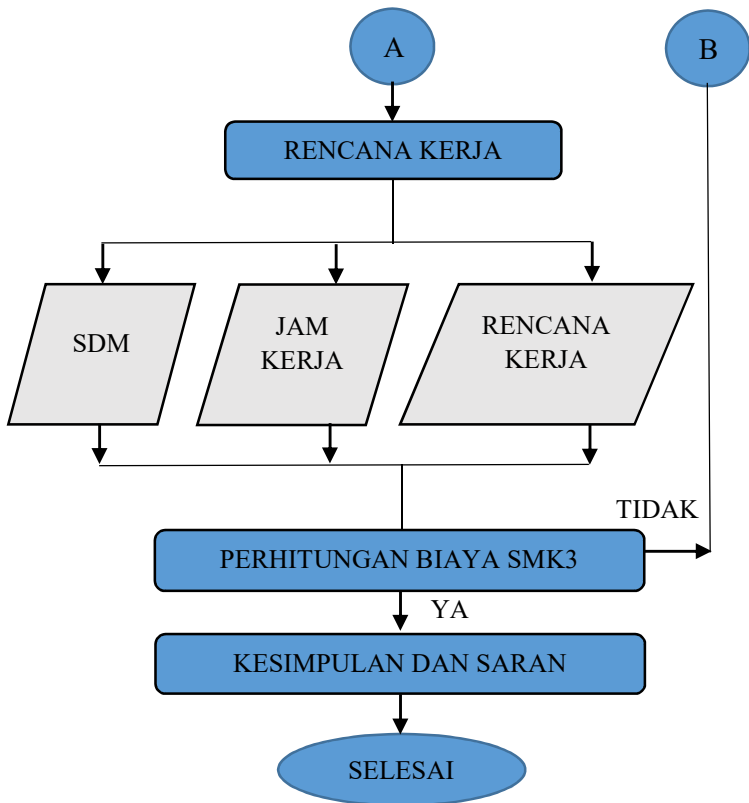 A
B
RENCANA KERJA
SDM
JAM
KERJA
RENCANA
KERJA
TIDAK
PERHITUNGAN BIAYA SMK3
YA
KESIMPULAN DAN SARAN
SELESAI